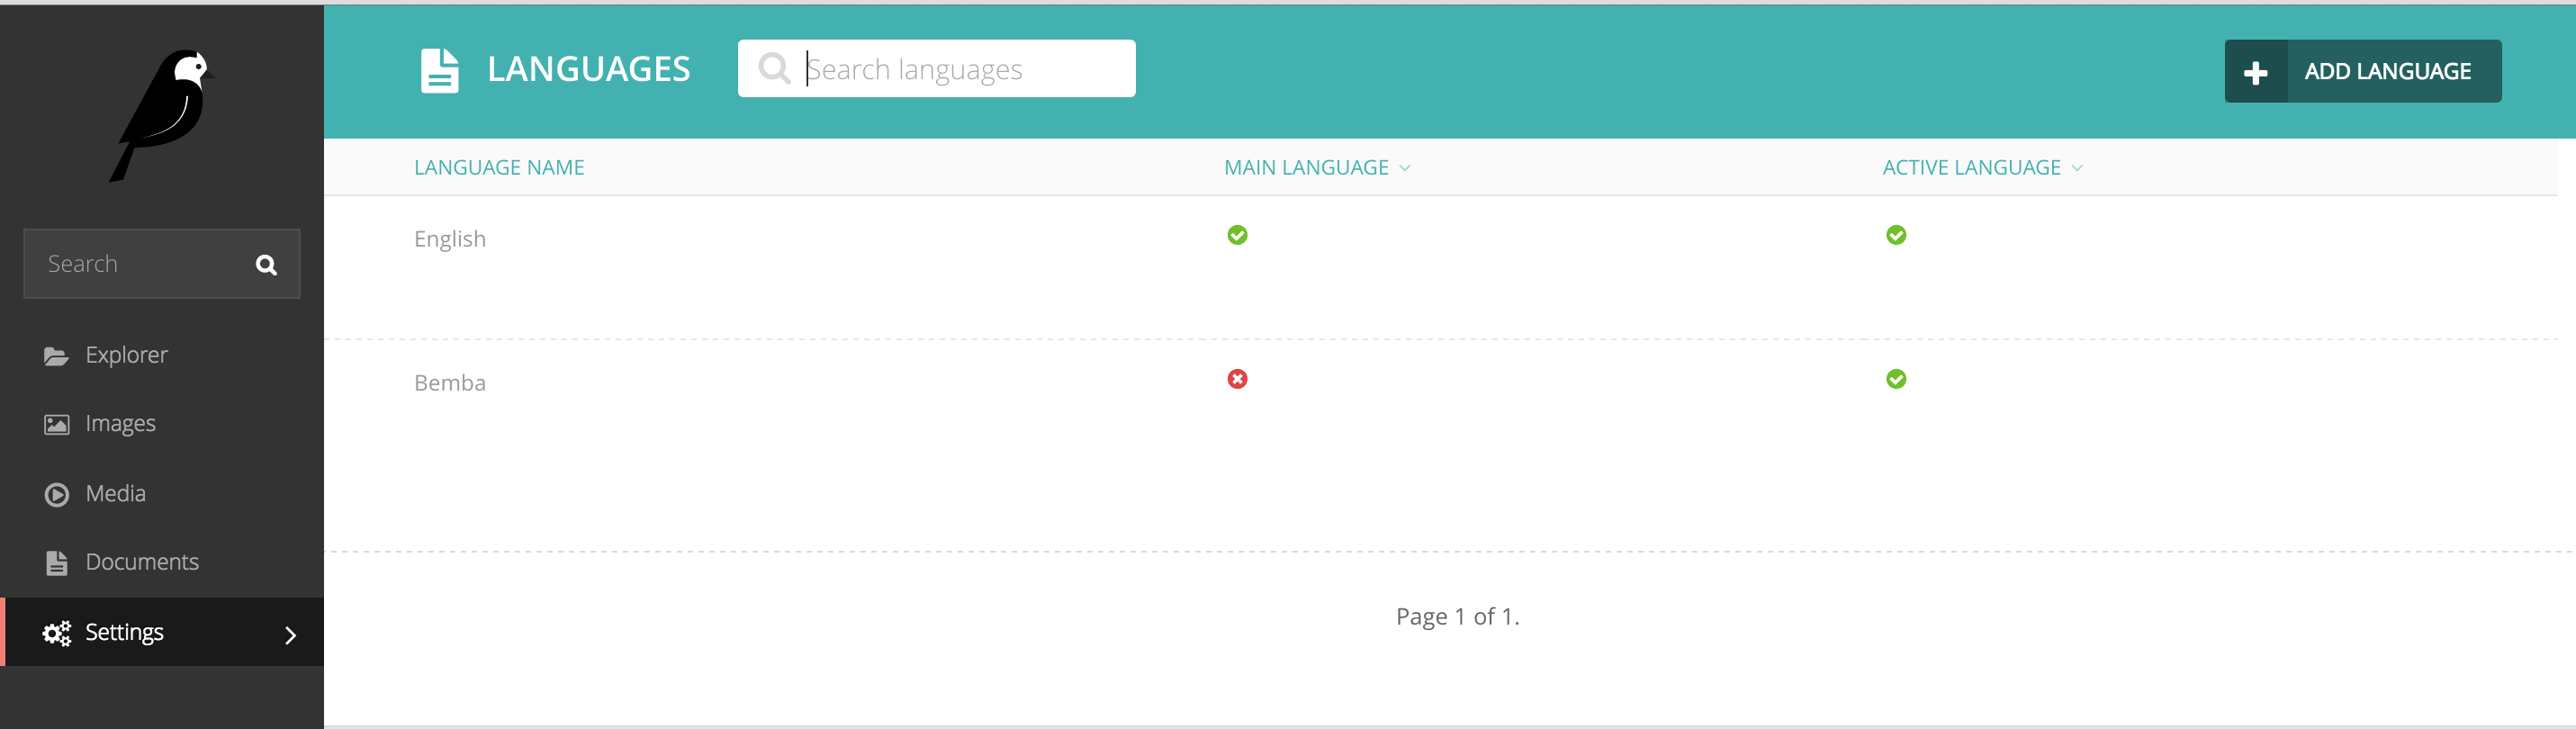 LANGUAGES
Search languages
ADD LANGUAGE
Search
Explorer
Images
Media
Documents
Settings
LANGUAGE NAME MAIN LANGUAGE ACTIVE LANGUAGE
English
Bemba
Page 1 of 1.